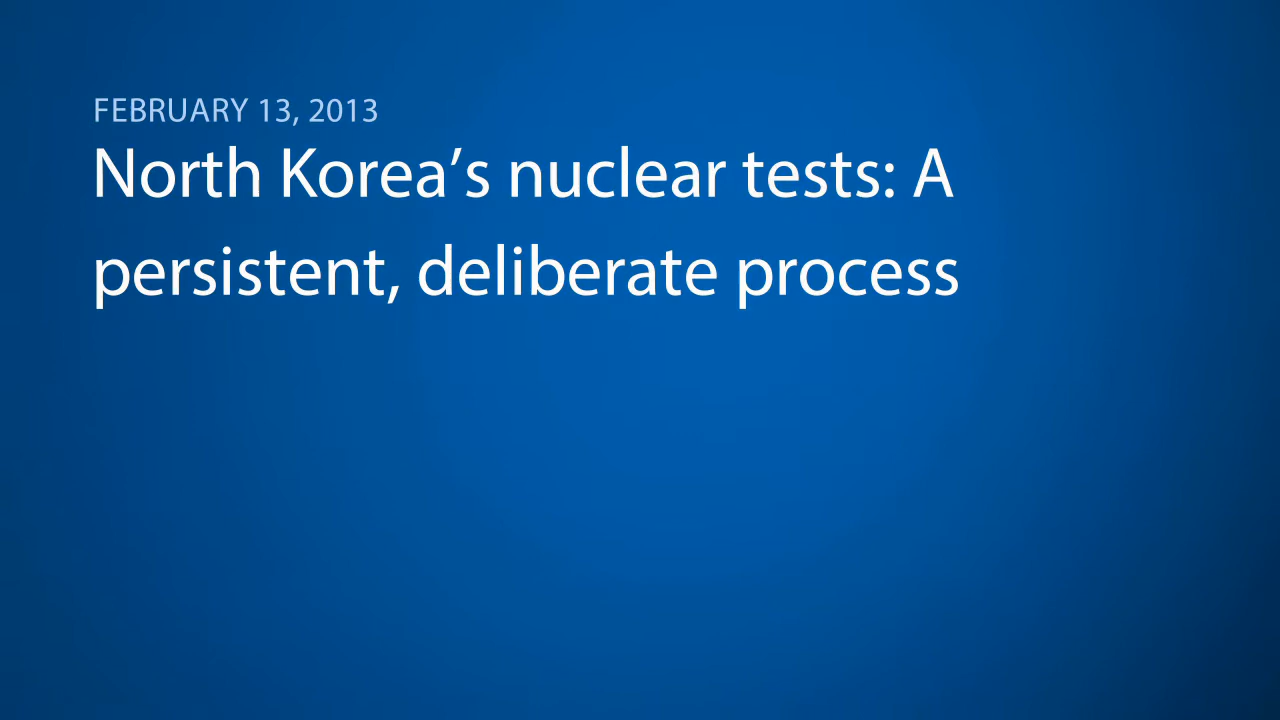 FEBRUARY 13, 2013
North Korea’s nuclear tests: A
persistent, deliberate process